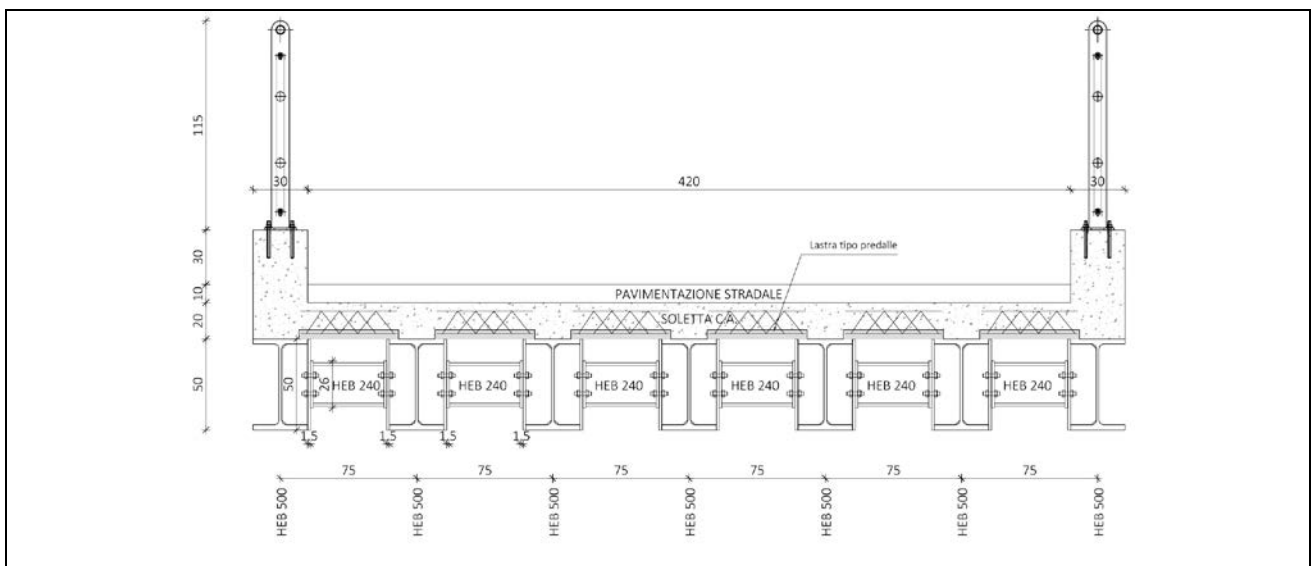 115
30
420
30
Lastra tipo predalle
30
10
PAVIMENTAZIONE STRADALE
20
SOLETTA C.A.
50
50
26
HEB 240
HEB 240
HEB 240
HEB 240
HEB 240
HEB 240
1.5
1.5
1.5
1.5
75
75
75
75
75
75
HEB 500
HEB 500
HEB 500
HEB 500
HEB 500
HEB 500
HEB 500